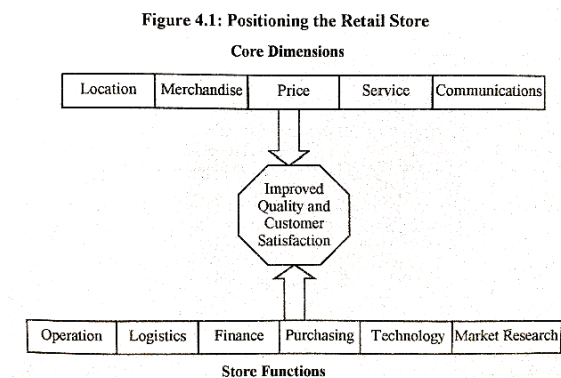 Figure 4.1: Positioning the Retail Store
Core Dimensions
Location Merchandise Price Service Communications
Improved
Quality and
Customer
Satisfaction
Operation Logistics Finance Purchasing Technology Market Research
Store Functions